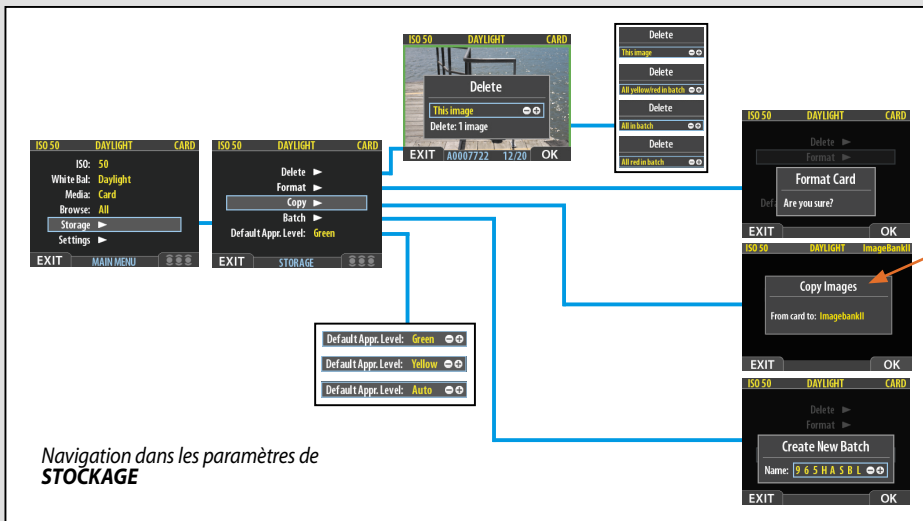 ISO 50 DAYLIGHT CARD
ISO: 50
White Bal: Daylight
Media: Card
Browse: All
Storage
Settings
EXIT MAIN MENU
ISO 50 DAYLIGHT CARD
Delete
Format
Copy
Batch
Default Appr. Level: Green
EXIT STORAGE
ISO 50 DAYLIGHT CARD
Delete
This image
Delete: 1 image
EXIT A0007722 12/20 OK
Delete
This image
Delete
All yellow/red in batch
Delete
All in batch
Delete
All red in batch
Default Appr. Level: Green
Default Appr. Level: Yellow
Default Appr. Level: Auto
ISO 50 DAYLIGHT CARD
Delete
Format
Format Card
Defa
Are you sure?
EXIT OK
ISO 50 DAYLIGHT ImageBankII
Copy Images
From card to: ImagebankII
EXIT OK
ISO 50 DAYLIGHT CARD
Delete
Format
Create New Batch
Name: 9 6 5 H A S B L
EXIT OK
Navigation dans les paramètres de
STOCKAGE